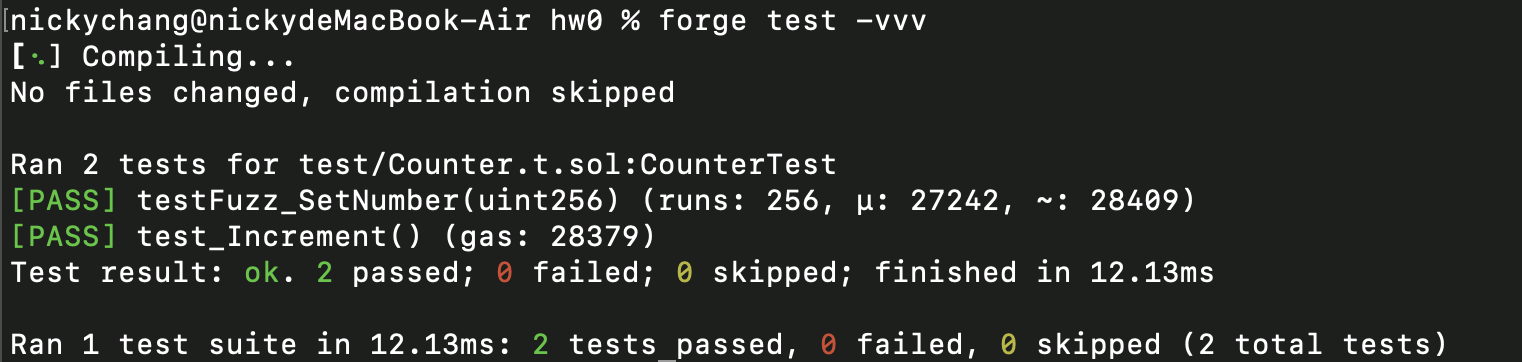 [nickychang@nickydeMacBook-Air hw0 % forge test -vvv
[⠢] Compiling...
No files changed, compilation skipped
Ran 2 tests for test/Counter.t.sol:CounterTest
[PASS] testFuzz_SetNumber(uint256) (runs: 256, μ: 27242, ~: 28409)
[PASS] test_Increment() (gas: 28379)
Test result: ok. 2 passed; 0 failed; 0 skipped; finished in 12.13ms
Ran 1 test suite in 12.13ms: 2 tests passed, 0 failed, 0 skipped (2 total tests)